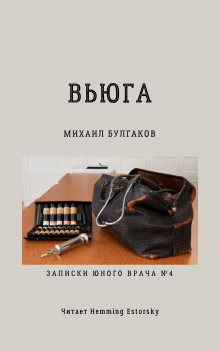 ВЬЮГА
МИХАИЛ БУЛГАКОВ
ЗАПИСКИ ЮНОГО ВРАЧА №4
Читает Hemming Estorsky